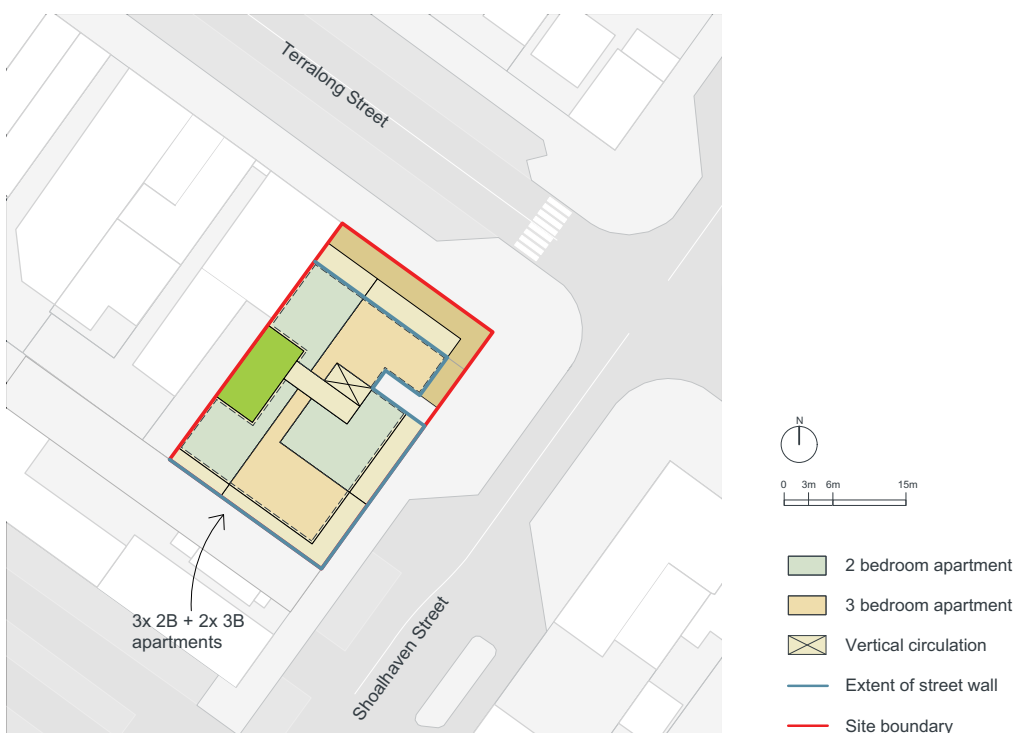 Terralong Street
3x 2B + 2x 3B
apartments
Shoalhaven Street
N
0 3m 6m 15m
2 bedroom apartment
3 bedroom apartment
Vertical circulation
Extent of street wall
Site boundary